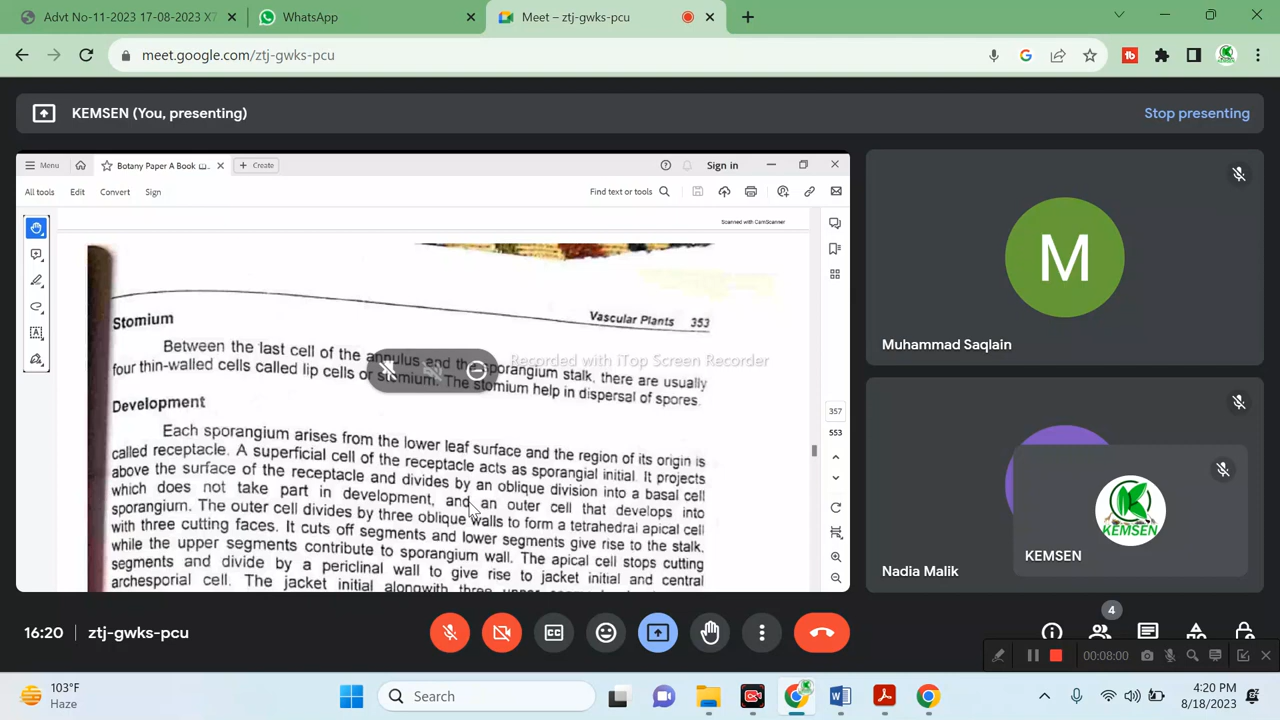 Advt No-11-2023 17-08-2023 X7
WhatsApp
Meet – ztj-gwks-pcu
meet.google.com/ztj-gwks-pcu
KEMSEN (You, presenting)
Stop presenting
Menu
Botany Paper A Book
Create
Sign in
All tools
Edit
Convert
Sign
Find text or tools
Scanned with CamScanner
Vascular Plants 353
Stomium
Between the last cell of the annulus and the sporangium stalk, there are usually
four thin-walled cells called lip cells or stomium. The stomium help in dispersal of spores.
Recorded with iTop Screen Recorder
Development
Each sporangium arises from the lower leaf surface and the region of its origin is
called receptacle. A superficial cell of the receptacle acts as sporangial initial. It projects
above the surface of the receptacle and divides by an oblique division into a basal cell
which does not take part in development, and an outer cell that develops into
sporangium. The outer cell divides by three oblique walls to form a tetrahedral apical cell
with three cutting faces. It cuts off segments and lower segments give rise to the stalk,
while the upper segments contribute to sporangium wall. The apical cell stops cutting
segments and divide by a periclinal wall to give rise to jacket initial and central
archesporial cell. The jacket initial alongwith three upper
357
553
M
Muhammad Saqlain
Nadia Malik
KEMSEN
KEMSEN
16:20
ztj-gwks-pcu
4
00:08:00
103°F
Haze
Search
4:20 PM
8/18/2023